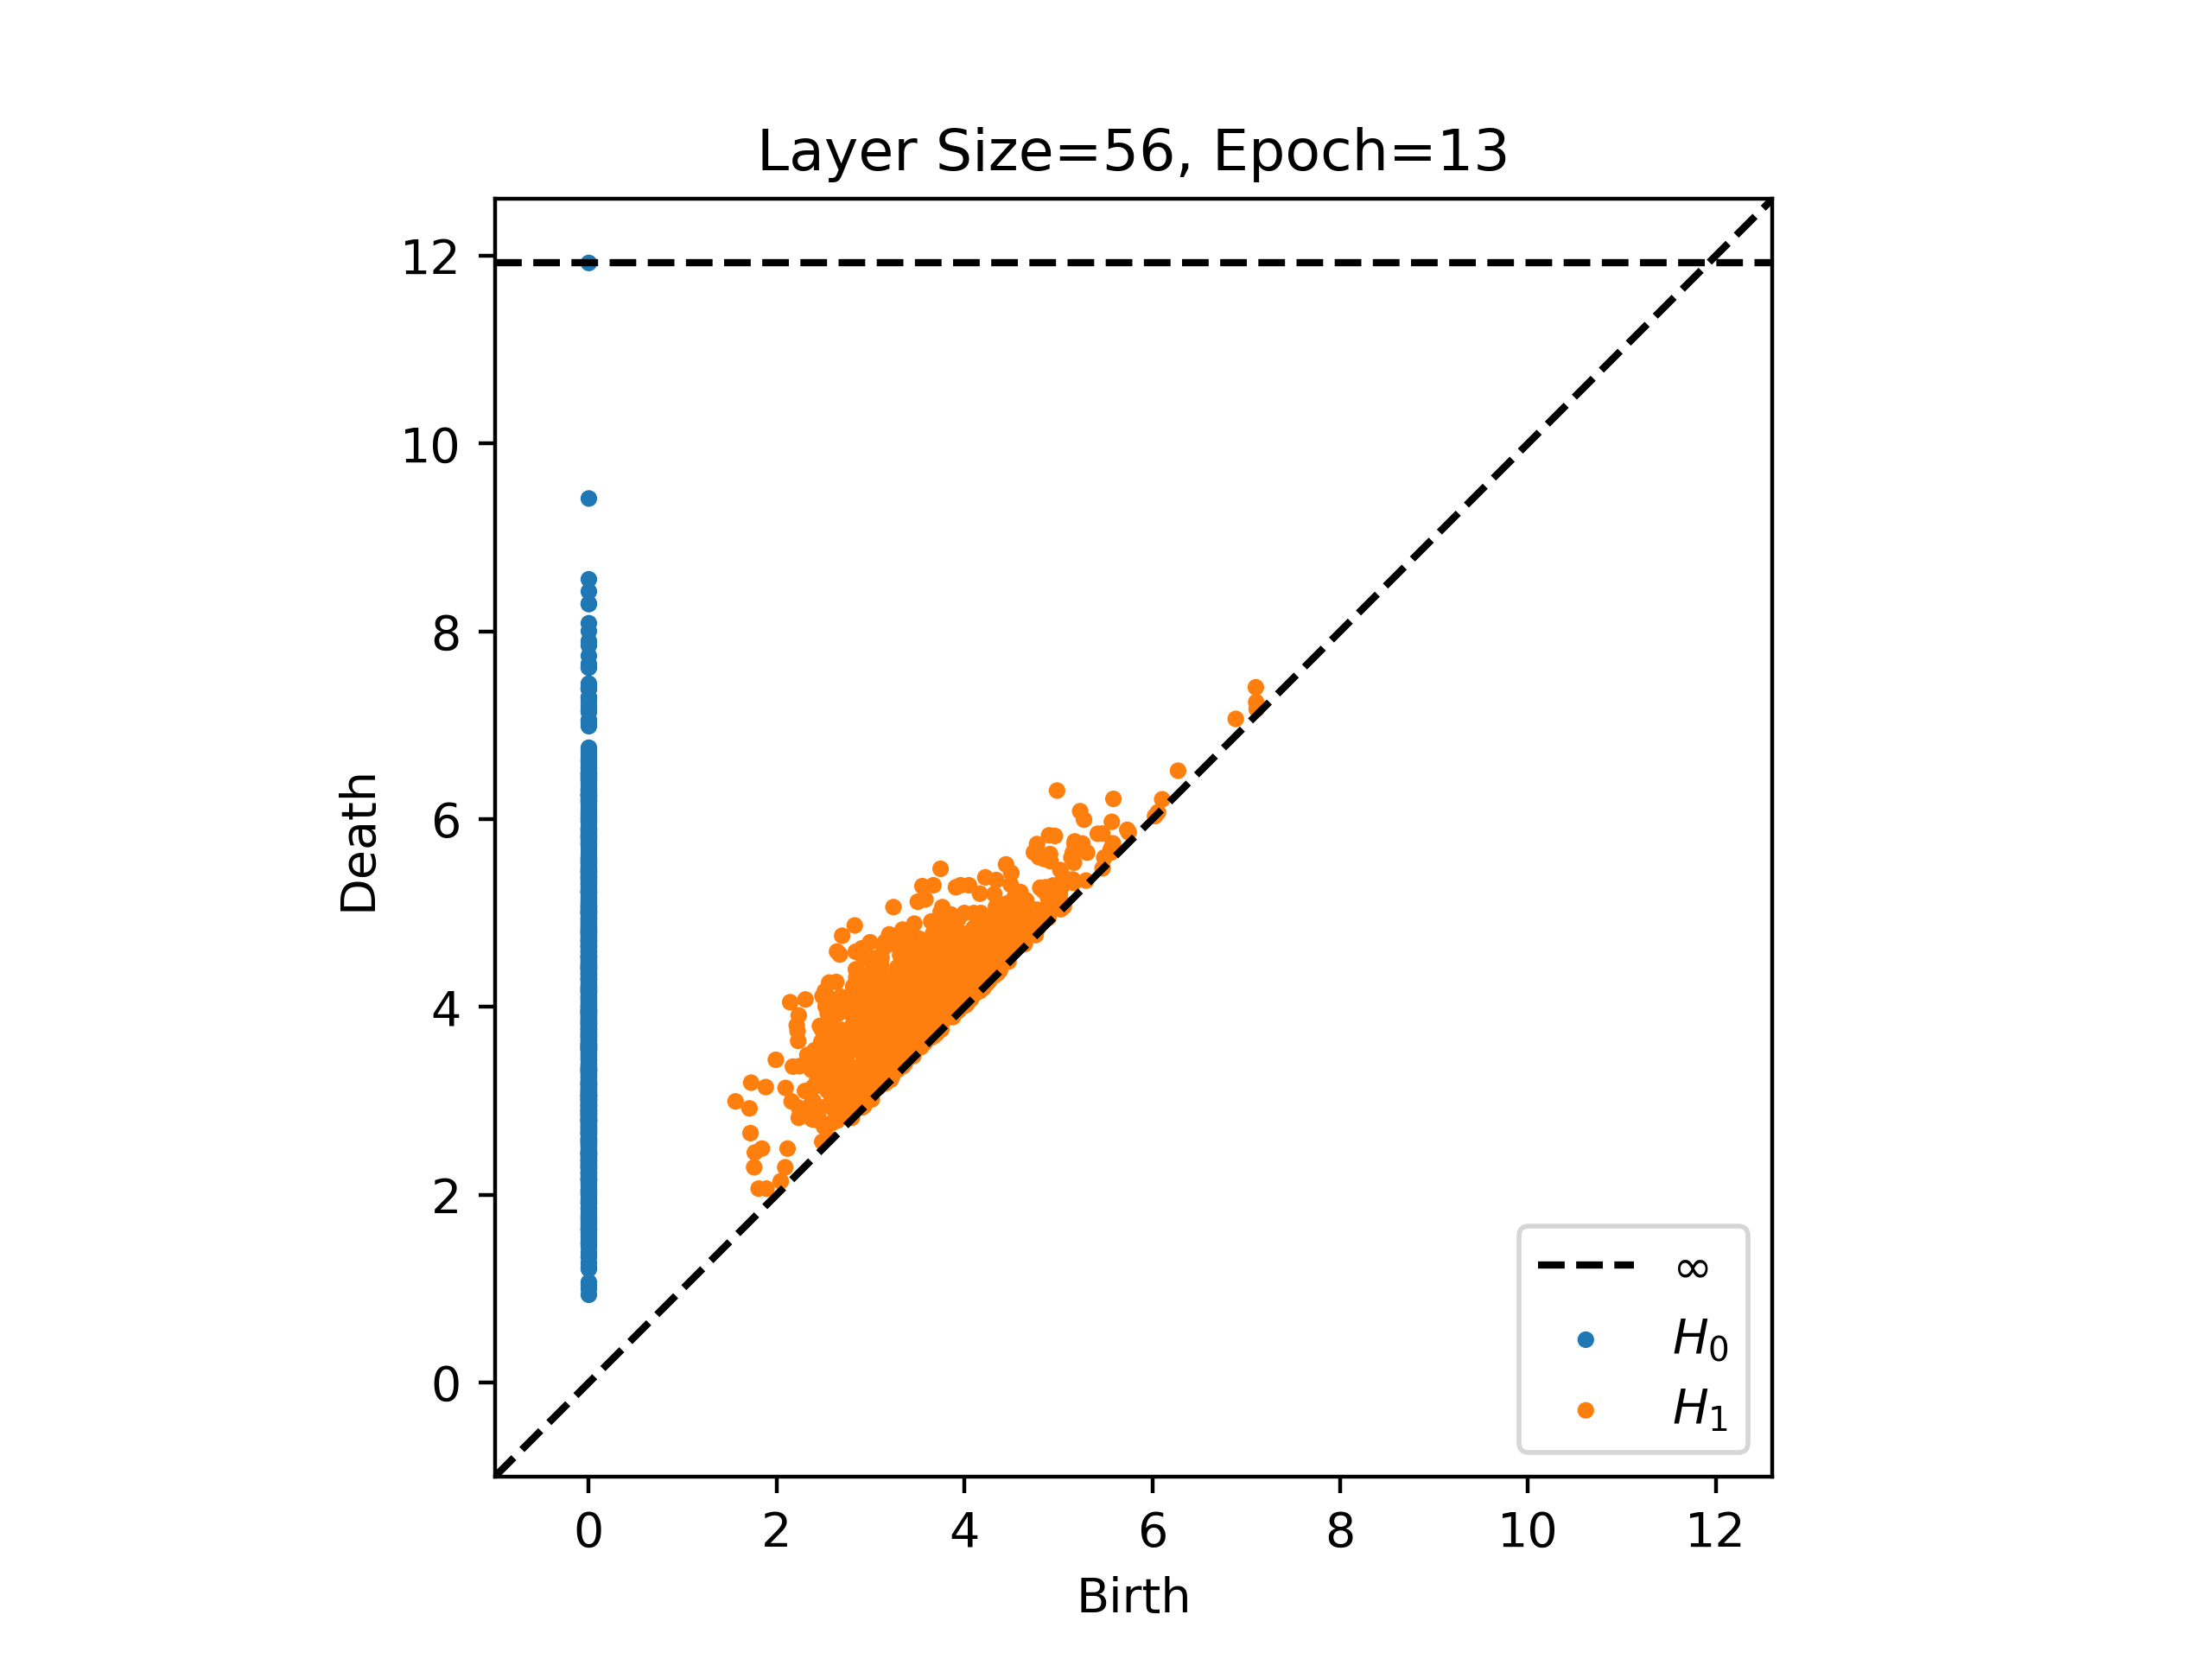 Layer Size=56, Epoch=13
12
10
8
6
4
2
0
Death
0 2 4 6 8 10 12
Birth
∞
H₀
H₁